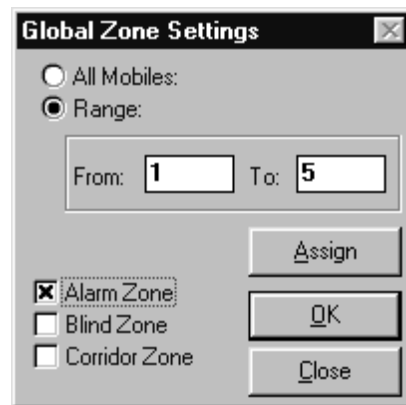 Global Zone Settings
All Mobiles:
Range:
From: 1 To: 5
Assign
Alarm Zone
Blind Zone
OK
Corridor Zone
Close